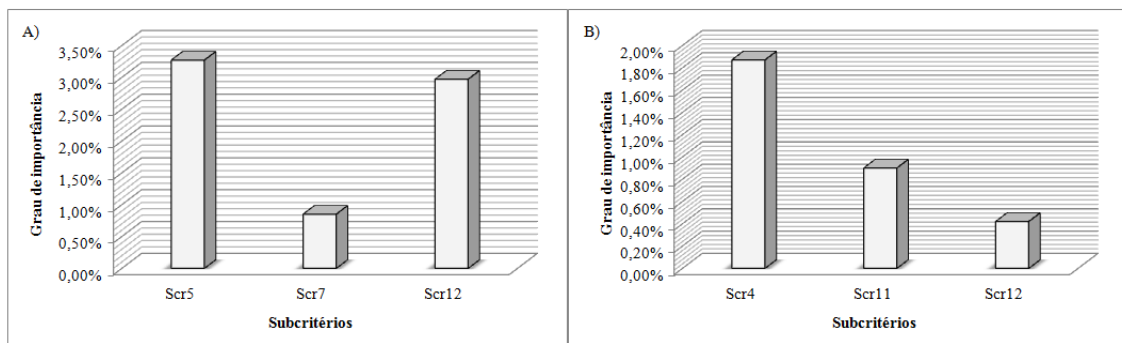 A)
Grau de importância
3,50%
3,00%
2,50%
2,00%
1,50%
1,00%
0,50%
0,00%
Scr5 Scr7 Scr12
Subcritérios
B)
Grau de importância
2,00%
1,80%
1,60%
1,40%
1,20%
1,00%
0,80%
0,60%
0,40%
0,20%
0,00%
Scr4 Scr11 Scr12
Subcritérios